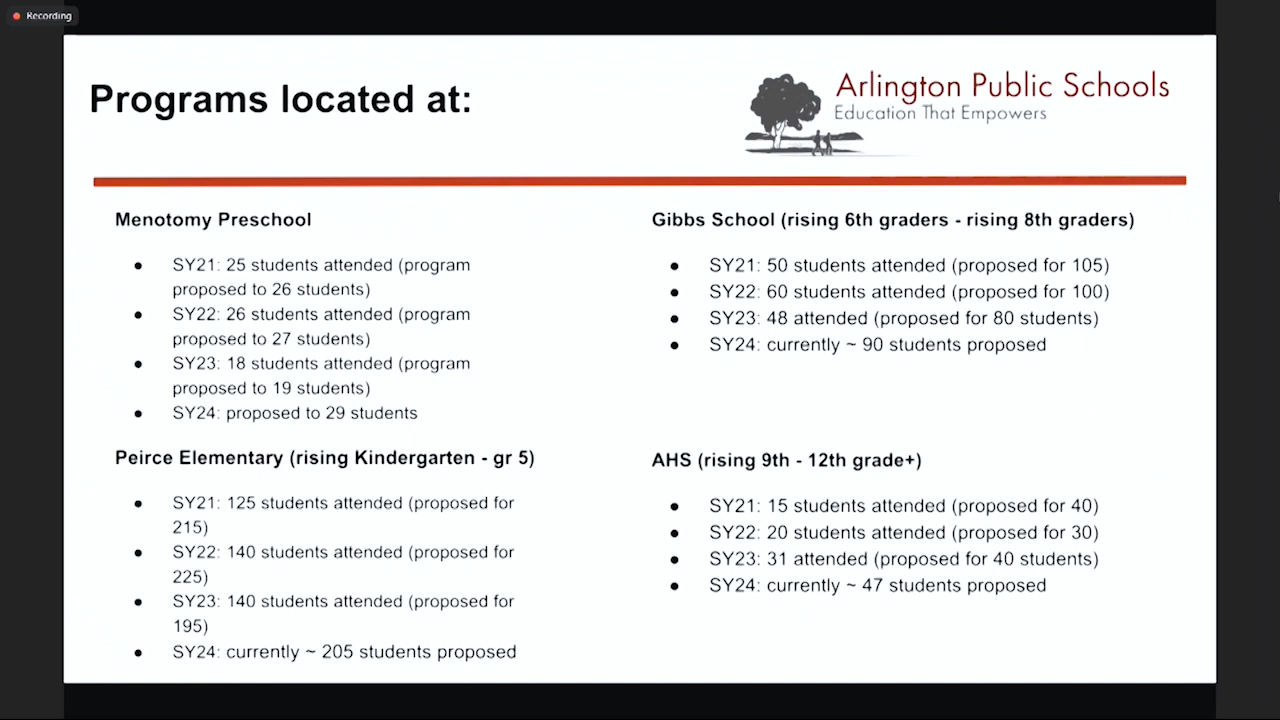 Recording
Programs located at:
Arlington Public Schools
Education That Empowers
Menotomy Preschool
● SY21: 25 students attended (program
proposed to 26 students)
● SY22: 26 students attended (program
proposed to 27 students)
● SY23: 18 students attended (program
proposed to 19 students)
● SY24: proposed to 29 students
Peirce Elementary (rising Kindergarten - gr 5)
● SY21: 125 students attended (proposed for
215)
● SY22: 140 students attended (proposed for
225)
● SY23: 140 students attended (proposed for
195)
● SY24: currently ~ 205 students proposed
Gibbs School (rising 6th graders - rising 8th graders)
● SY21: 50 students attended (proposed for 105)
● SY22: 60 students attended (proposed for 100)
● SY23: 48 attended (proposed for 80 students)
● SY24: currently ~ 90 students proposed
AHS (rising 9th - 12th grade+)
● SY21: 15 students attended (proposed for 40)
● SY22: 20 students attended (proposed for 30)
● SY23: 31 attended (proposed for 40 students)
● SY24: currently ~ 47 students proposed